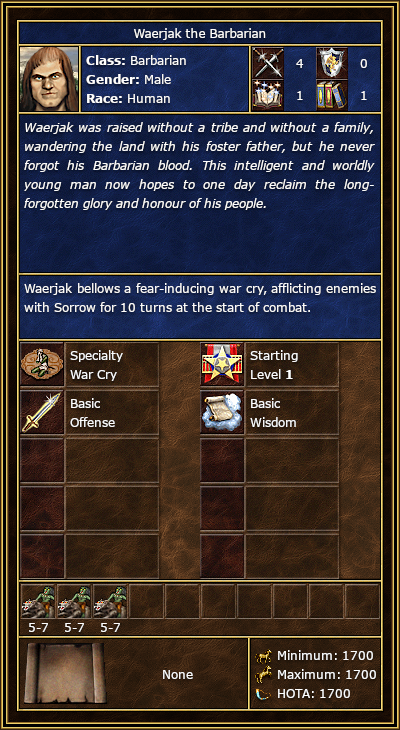 Waerjak the Barbarian
Class: Barbarian
Gender: Male
Race: Human
4 0
1 1
Waerjak was raised without a tribe and without a family,
wandering the land with his foster father, but he never
forgot his Barbarian blood. This intelligent and worldly
young man now hopes to one day reclaim the long-
forgotten glory and honour of his people.
Waerjak bellows a fear-inducing war cry, afflicting enemies
with Sorrow for 10 turns at the start of combat.
Specialty
War Cry
Starting
Level 1
Basic
Offense
Basic
Wisdom
5-7 5-7 5-7
None
Minimum: 1700
Maximum: 1700
HOTA: 1700